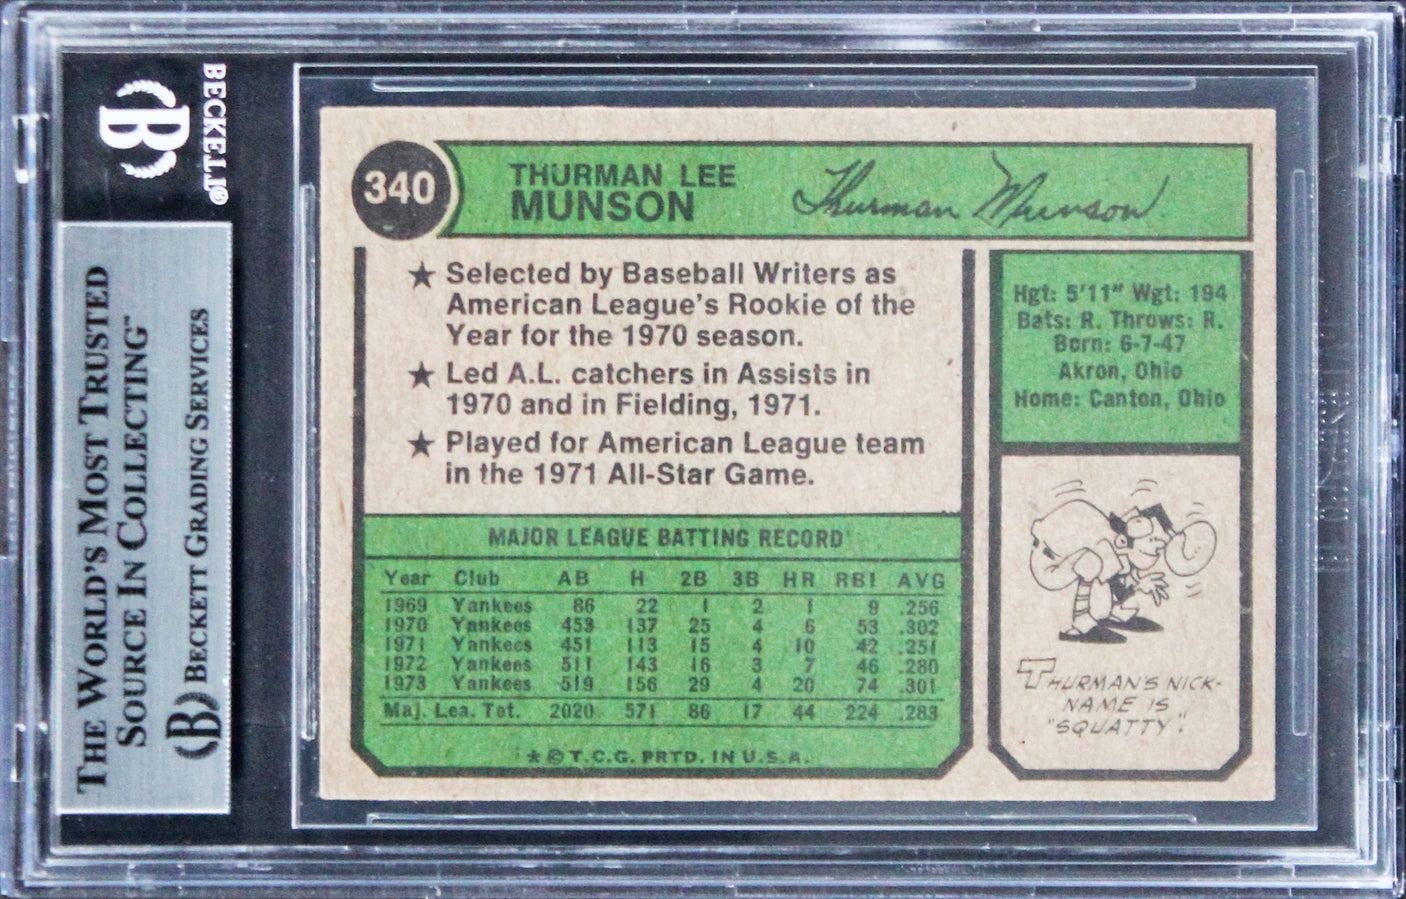 BECKETT®
THE WORLD'S MOST TRUSTED
SOURCE IN COLLECTING™
BECKETT GRADING SERVICES
340
THURMAN LEE
MUNSON
Thurman Munson
★ Selected by Baseball Writers as
American League's Rookie of the
Year for the 1970 season.
★ Led A.L. catchers in Assists in
1970 and in Fielding, 1971.
★ Played for American League team
in the 1971 All-Star Game.
Hgt: 5'11" Wgt: 194
Bats: R. Throws: R.
Born: 6-7-47
Akron, Ohio
Home: Canton, Ohio
MAJOR LEAGUE BATTING RECORD
Year Club AB H 2B 3B HR RBI AVG
1969 Yankees 86 22 1 2 1 9 .256
1970 Yankees 453 137 25 4 6 53 .302
1971 Yankees 451 113 15 4 10 42 .251
1972 Yankees 511 143 16 3 7 46 .280
1973 Yankees 519 156 29 4 20 74 .301
Maj. Lea. Tot. 2020 571 86 17 44 224 .283
★ © T.C.G. PRTD. IN U.S.A.
THURMAN'S NICK-
NAME IS
"SQUATTY".